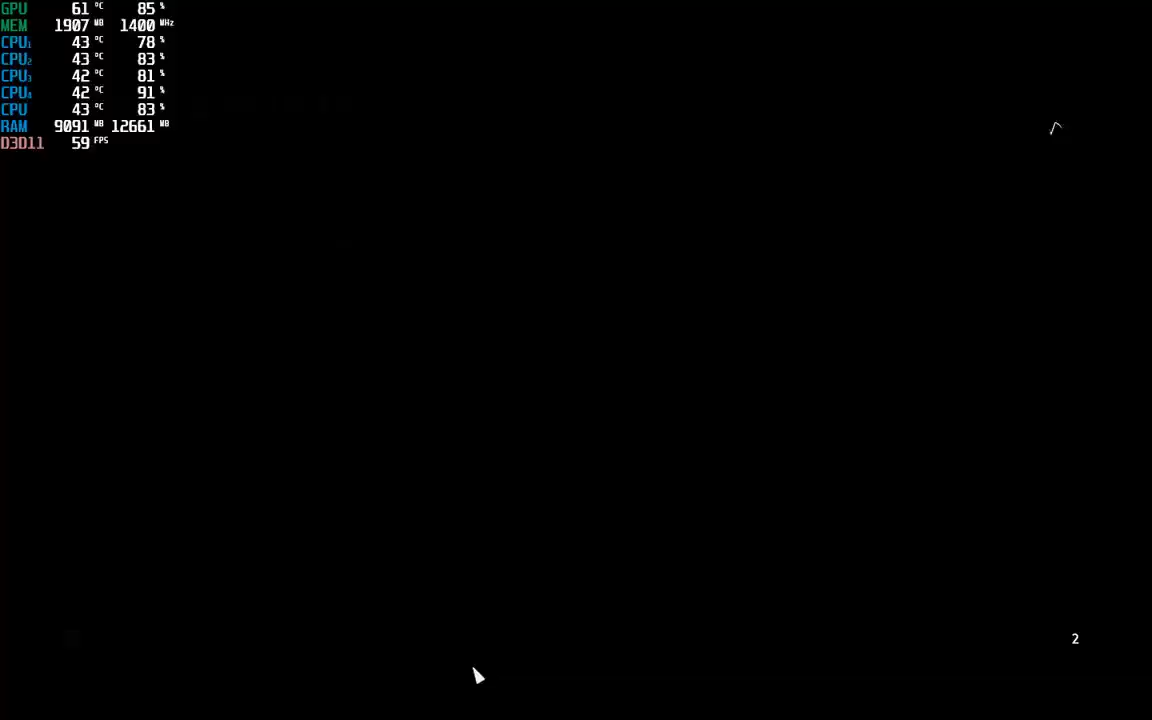 GPU 61 °C 85 %
MEM 1907 MB 1400 MHz
CPU1 43 °C 78 %
CPU2 43 °C 83 %
CPU3 42 °C 81 %
CPU4 42 °C 91 %
CPU 43 °C 83 %
RAM 9091 MB 12661 MB
D3D11 59 FPS
2